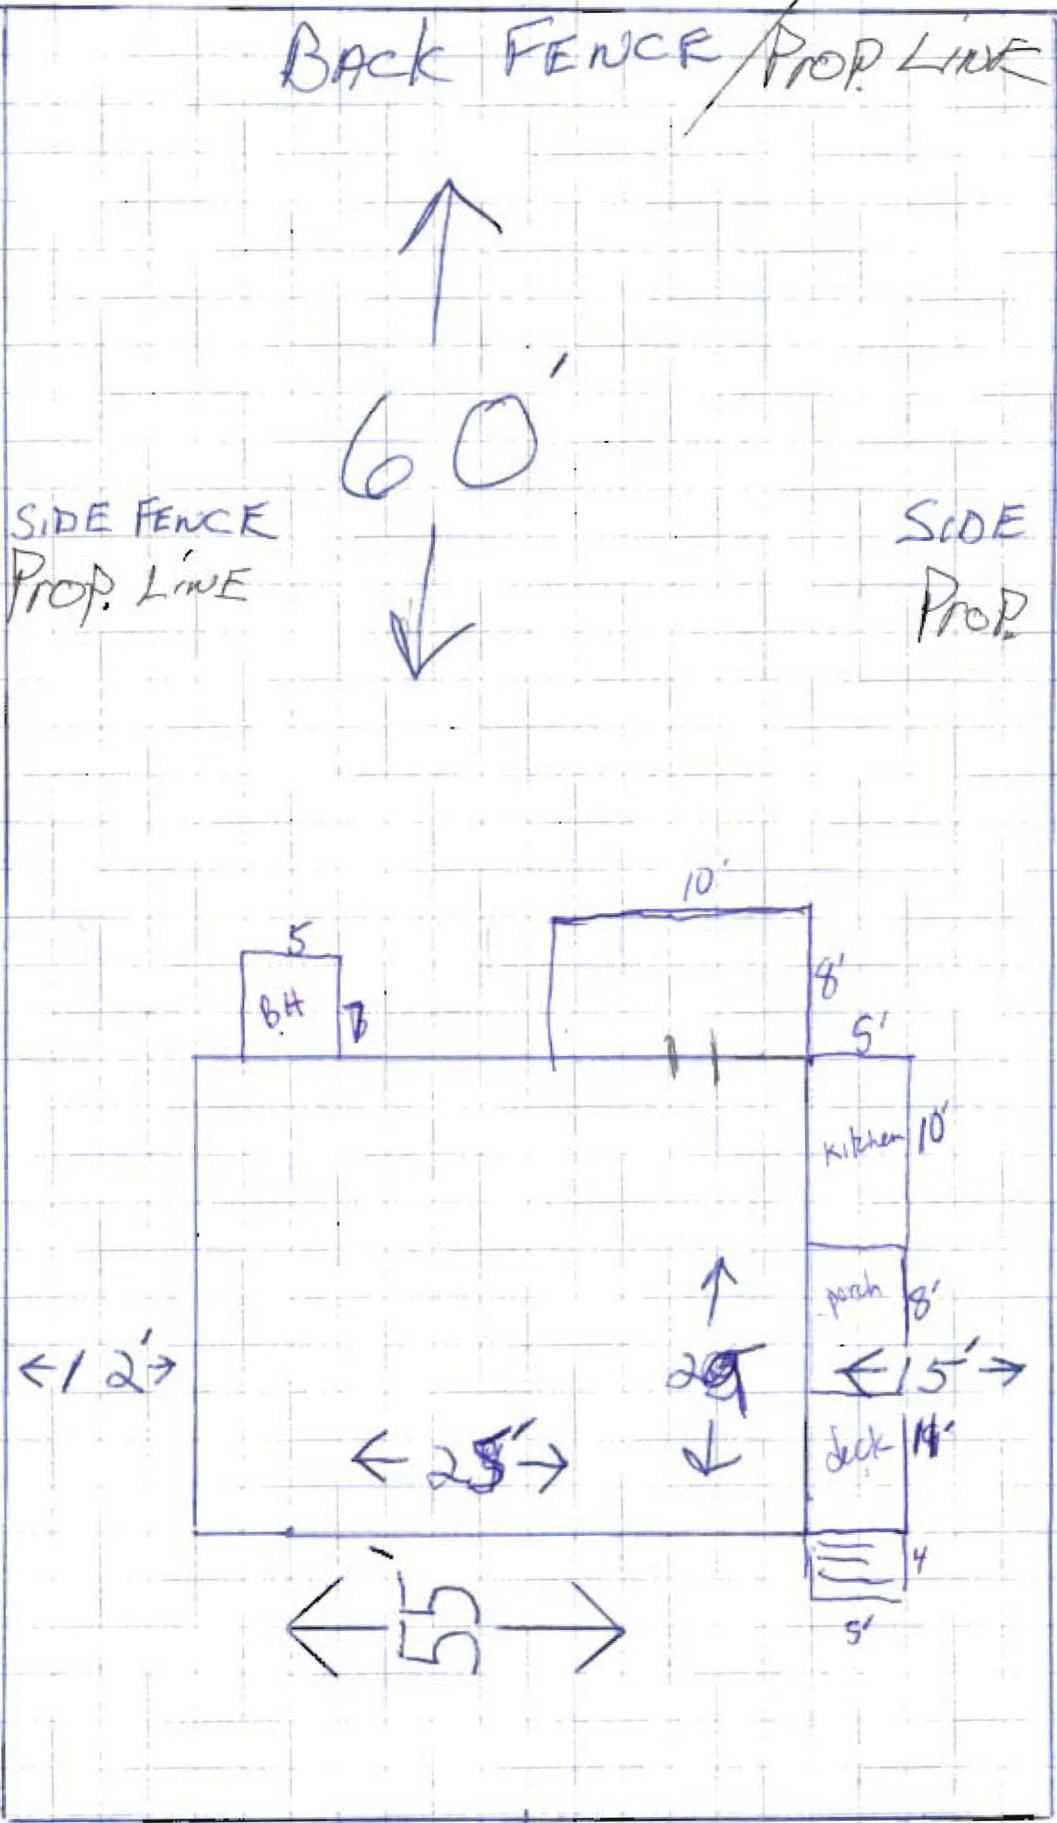 BACK FENCE / PROP. LINE
60'
SIDE FENCE
PROP. LINE
SIDE
PROP.
10'
5
BH
8'
5'
kitchen 10'
porch 8'
←12'→
←15'→
deck
←25'→
4
5'